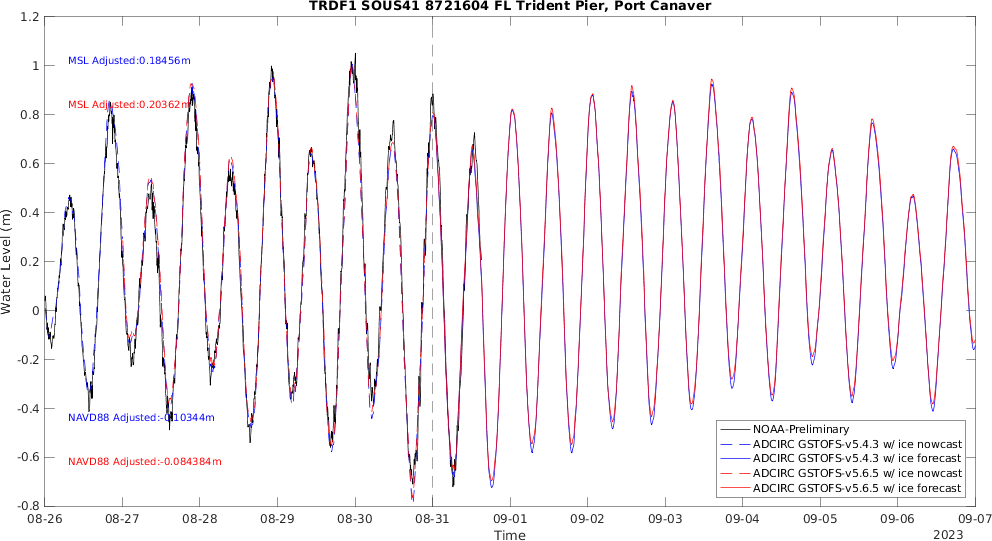 TRDF1 SOUS41 8721604 FL Trident Pier, Port Canaver
1.2
1
0.8
0.6
0.4
0.2
0
-0.2
-0.4
-0.6
-0.8
Water Level (m)
MSL Adjusted:0.18456m
MSL Adjusted:0.20362m
NAVD88 Adjusted:-0.10344m
NAVD88 Adjusted:-0.084384m
NOAA-Preliminary
ADCIRC GSTOFS-v5.4.3 w/ ice nowcast
ADCIRC GSTOFS-v5.4.3 w/ ice forecast
ADCIRC GSTOFS-v5.6.5 w/ ice nowcast
ADCIRC GSTOFS-v5.6.5 w/ ice forecast
08-26 08-27 08-28 08-29 08-30 08-31 09-01 09-02 09-03 09-04 09-05 09-06 09-07
Time
2023